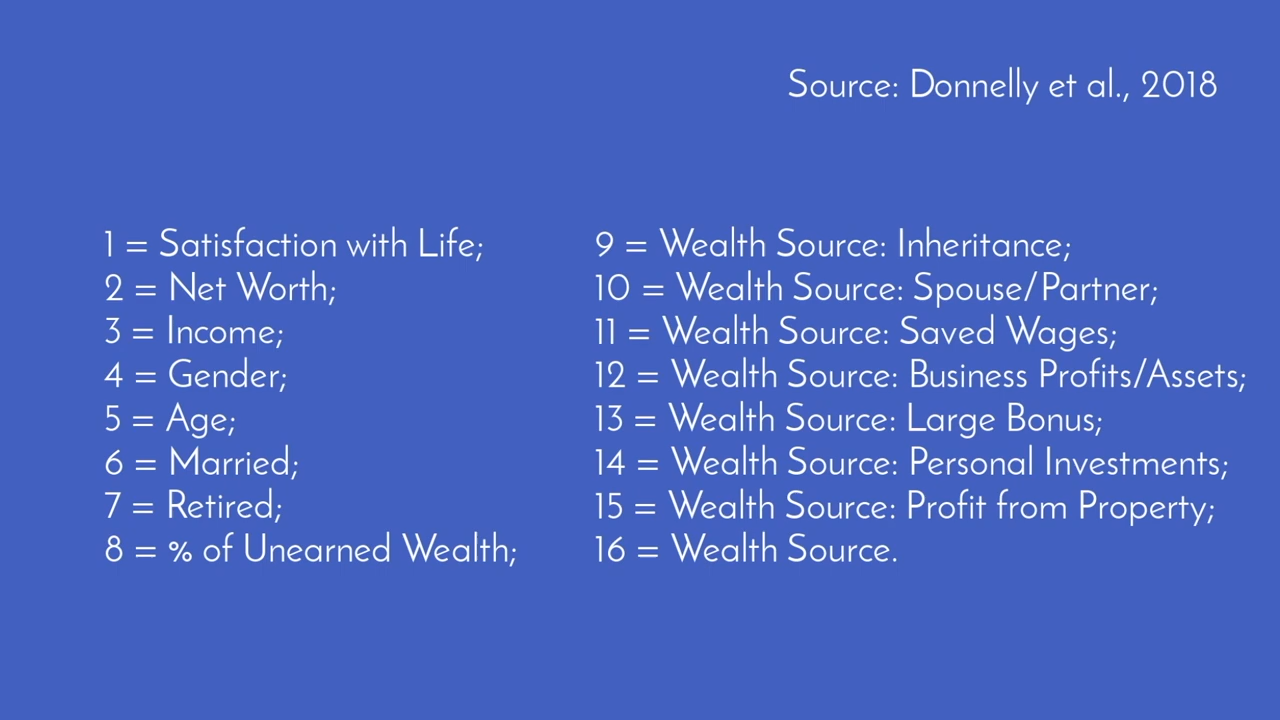 Source: Donnelly et al., 2018
1 = Satisfaction with Life;
2 = Net Worth;
3 = Income;
4 = Gender;
5 = Age;
6 = Married;
7 = Retired;
8 = % of Unearned Wealth;
9 = Wealth Source: Inheritance;
10 = Wealth Source: Spouse/Partner;
11 = Wealth Source: Saved Wages;
12 = Wealth Source: Business Profits/Assets;
13 = Wealth Source: Large Bonus;
14 = Wealth Source: Personal Investments;
15 = Wealth Source: Profit from Property;
16 = Wealth Source.